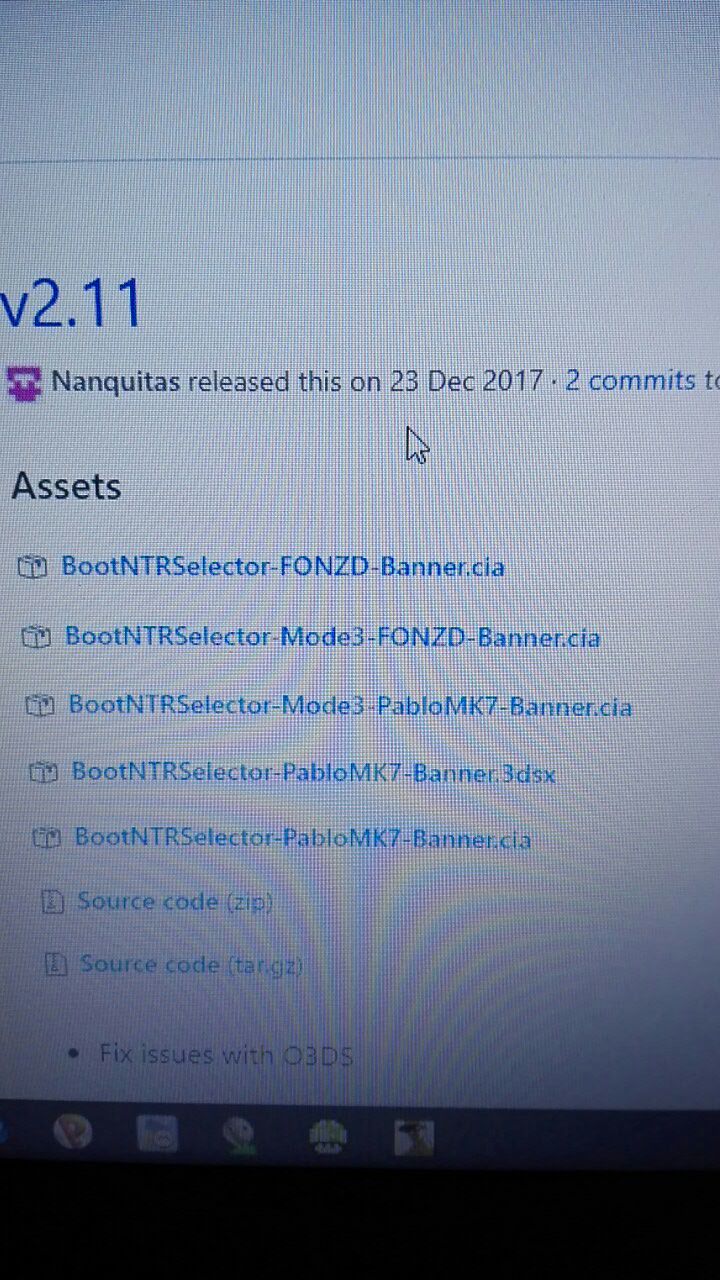 v2.11
Nanquitas released this on 23 Dec 2017 · 2 commits to
Assets
BootNTRSelector-FONZD-Banner.cia
BootNTRSelector-Mode3-FONZD-Banner.cia
BootNTRSelector-Mode3-PabloMK7-Banner.cia
BootNTRSelector-PabloMK7-Banner.3dsx
BootNTRSelector-PabloMK7-Banner.cia
Source code (zip)
Source code (tar.gz)
• Fix issues with O3DS